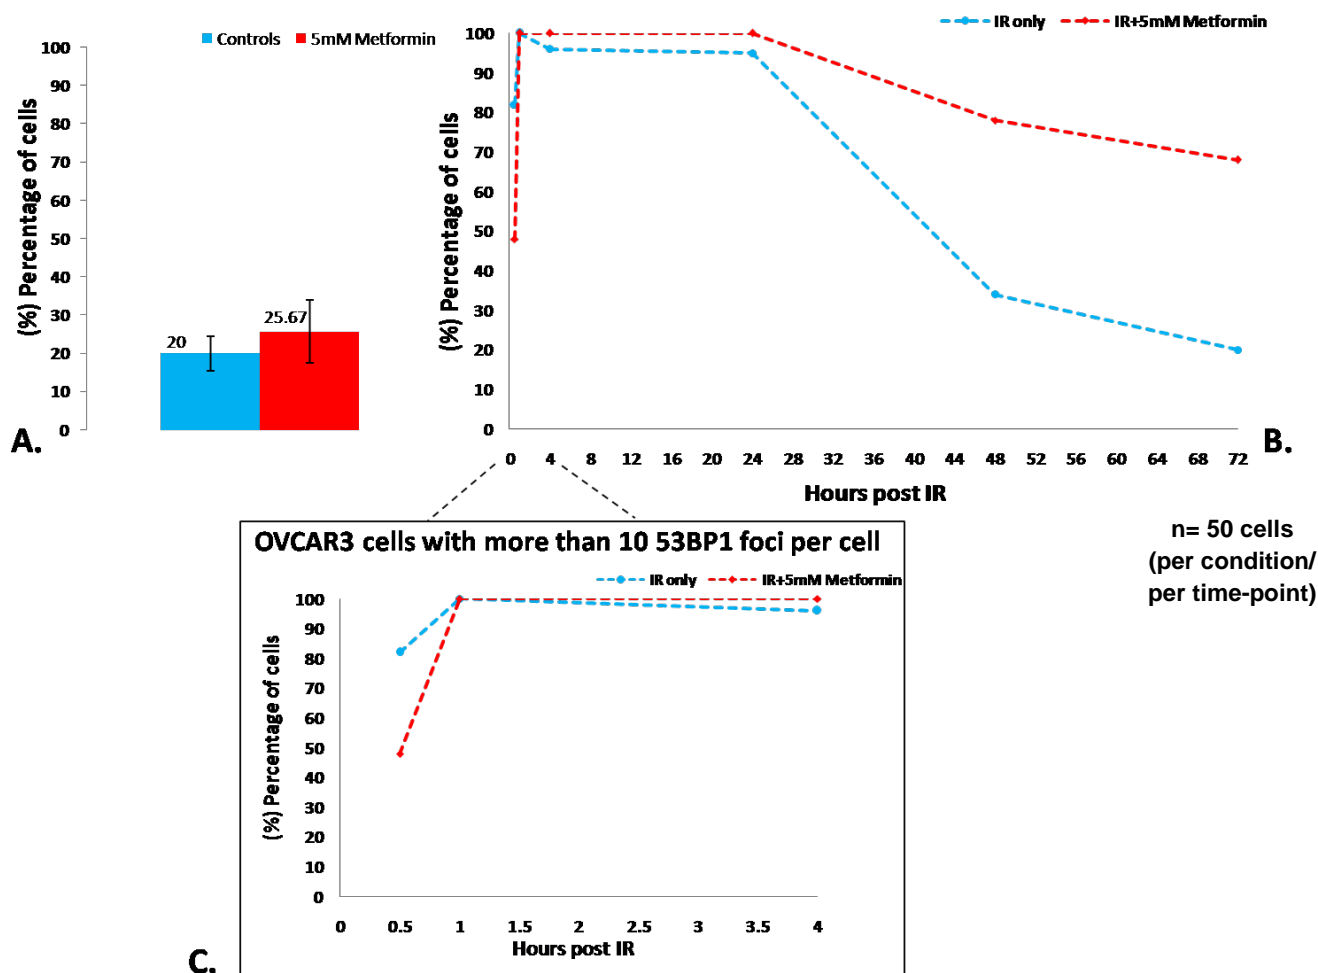 Controls 5mM Metformin
100
90
80
70
60
50
40
30
20
10
0
(%) Percentage of cells
20
25.67
A.
IR only IR+5mM Metformin
100
90
80
70
60
50
40
30
20
10
0
(%) Percentage of cells
0 4 8 12 16 20 24 28 32 36 40 44 48 52 56 60 64 68 72
Hours post IR
B.
n= 50 cells
(per condition/
per time-point)
OVCAR3 cells with more than 10 53BP1 foci per cell
IR only IR+5mM Metformin
100
90
80
70
60
50
40
30
20
10
0
(%) Percentage of cells
0 0.5 1 1.5 2 2.5 3 3.5 4
Hours post IR
C.